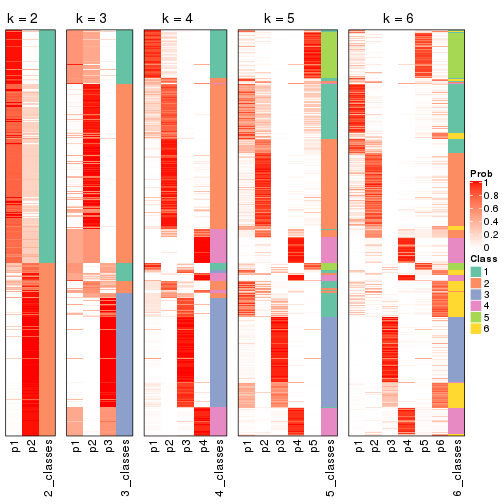 k = 2
k = 3
k = 4
k = 5
k = 6
Prob
1
0.8
0.6
0.4
0.2
0
Class
1
2
3
4
5
6
p1
p2
2_classes
p1
p2
p3
3_classes
p1
p2
p3
p4
4_classes
p1
p2
p3
p4
p5
5_classes
p1
p2
p3
p4
p5
p6
6_classes